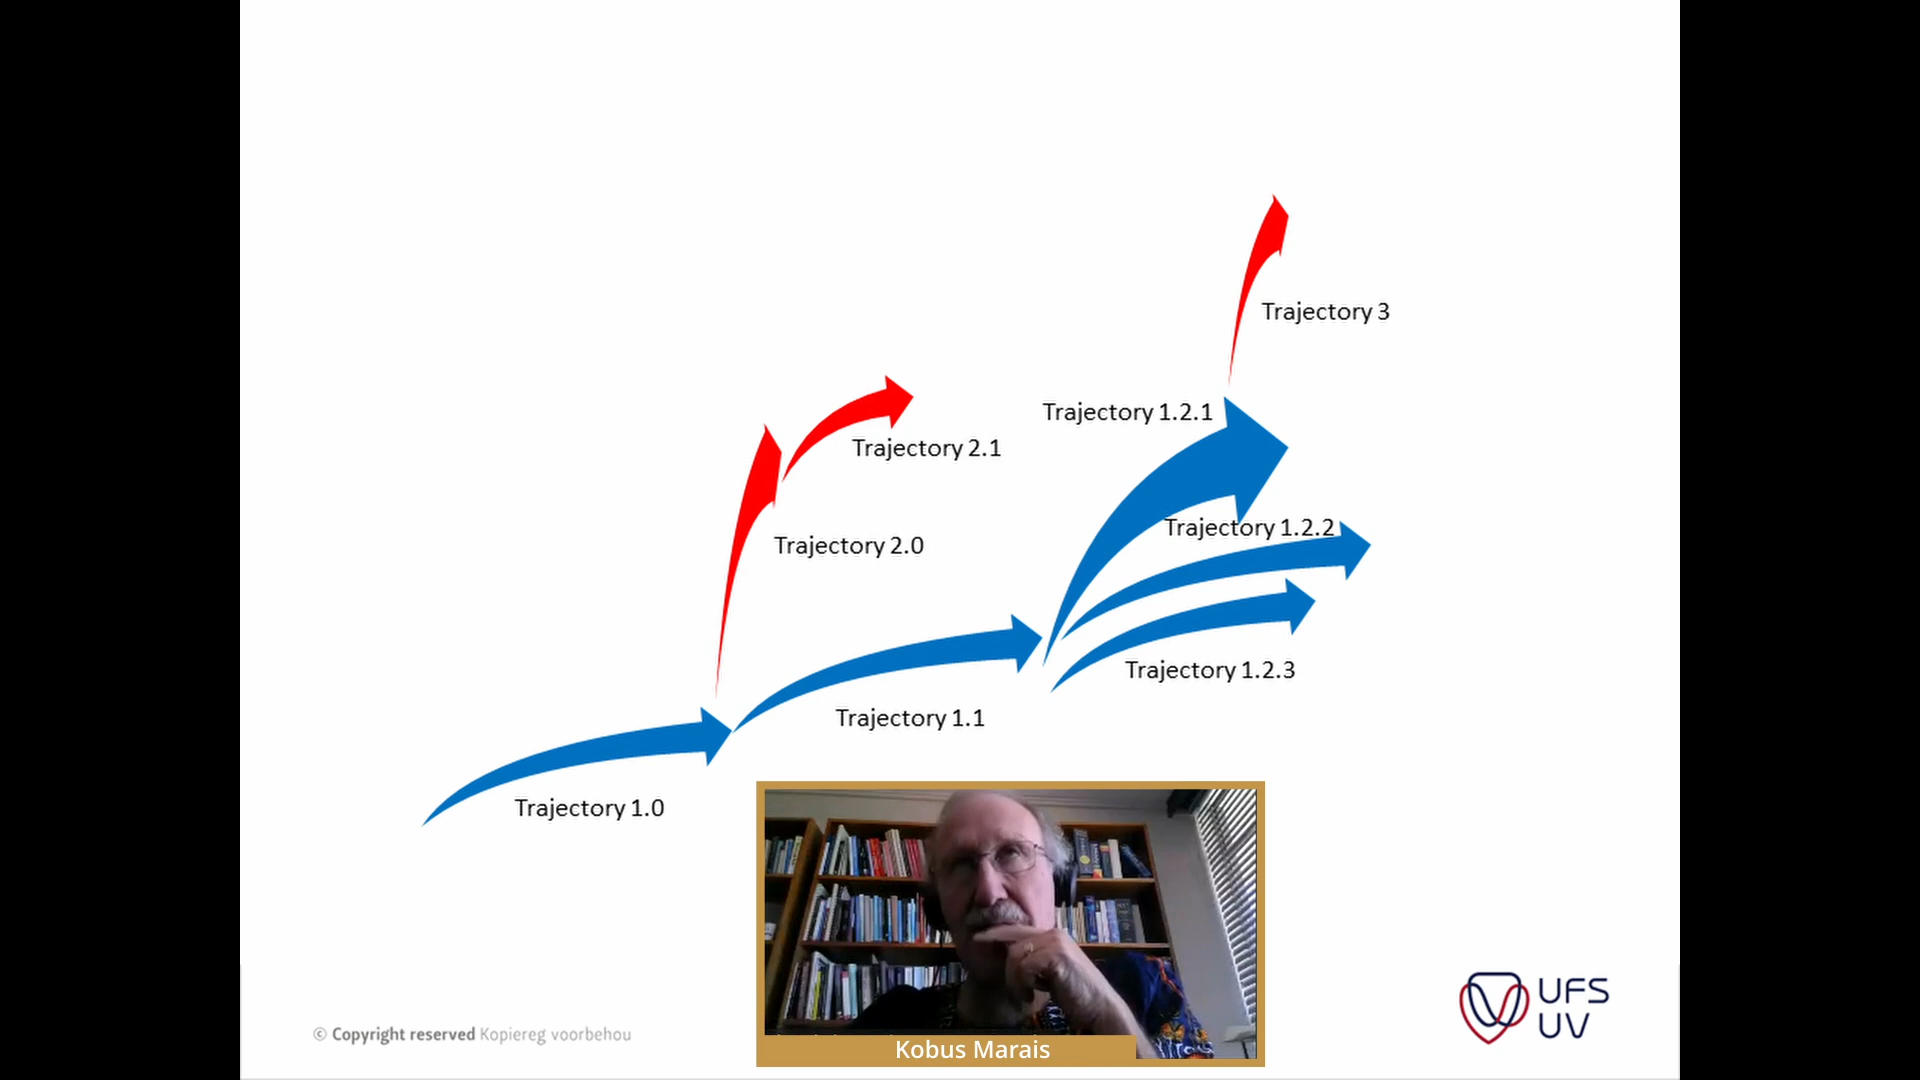 Trajectory 3
Trajectory 1.2.1
Trajectory 2.1
Trajectory 1.2.2
Trajectory 2.0
Trajectory 1.2.3
Trajectory 1.1
Trajectory 1.0
© Copyright reserved Kopiereg voorbehou
Kobus Marais
UFS
UV